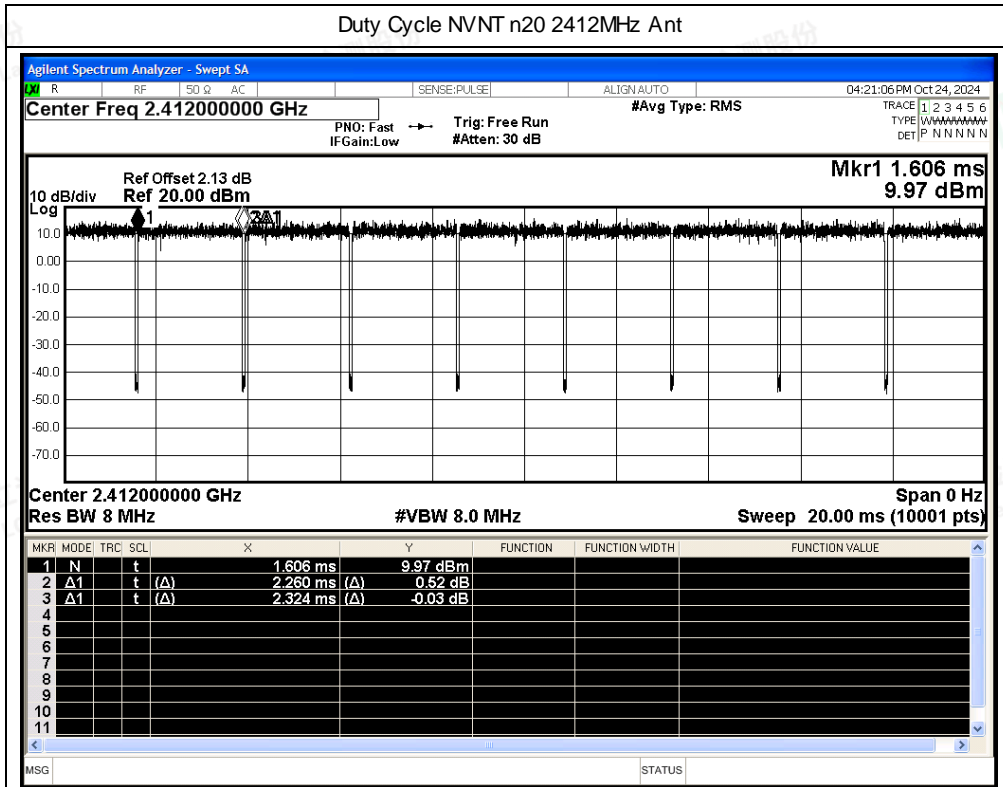 Duty Cycle NVNT n20 2412MHz Ant
Agilent Spectrum Analyzer - Swept SA
LXI R RF 50 Ω AC SENSE:PULSE ALIGN AUTO 04:21:06 PM Oct 24, 2024
Center Freq 2.412000000 GHz #Avg Type: RMS TRACE 1 2 3 4 5 6
PNO: Fast Trig: Free Run TYPE
IFGain:Low #Atten: 30 dB DET P N N N N N
Mkr1 1.606 ms
Ref Offset 2.13 dB
10 dB/div Ref 20.00 dBm 9.97 dBm
Log
1 3Δ1
10.0
0.00
-10.0
-20.0
-30.0
-40.0
-50.0
-60.0
-70.0
Center 2.412000000 GHz Span 0 Hz
Res BW 8 MHz #VBW 8.0 MHz Sweep 20.00 ms (10001 pts)
MKR MODE TRC SCL X Y FUNCTION FUNCTION WIDTH FUNCTION VALUE
1 N t 1.606 ms 9.97 dBm
2 Δ1 t (Δ) 2.260 ms (Δ) 0.52 dB
3 Δ1 t (Δ) 2.324 ms (Δ) -0.03 dB
4
5
6
7
8
9
10
11
MSG STATUS